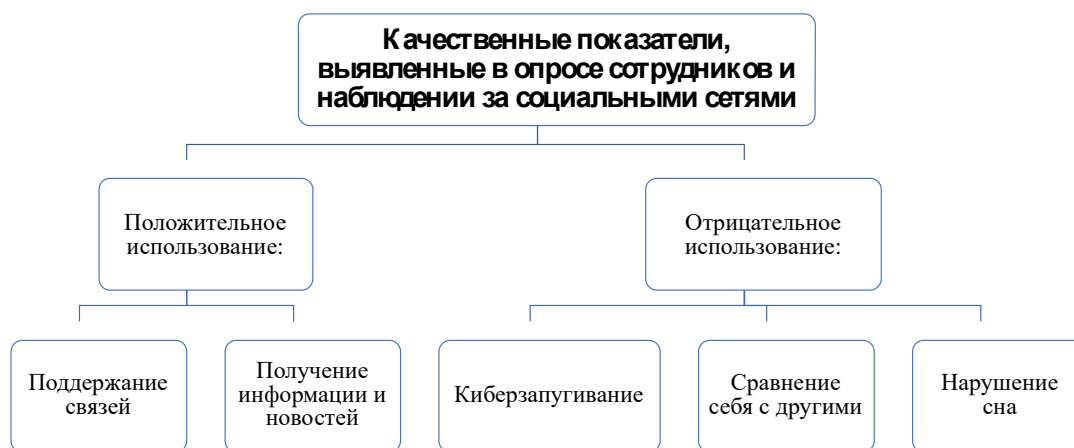 Качественные показатели,
выявленные в опросе сотрудников и
наблюдении за социальными сетями
Положительное
использование:
Отрицательное
использование:
Поддержание
связей
Получение
информации и
новостей
Киберзапугивание
Сравнение
себя с другими
Нарушение
сна